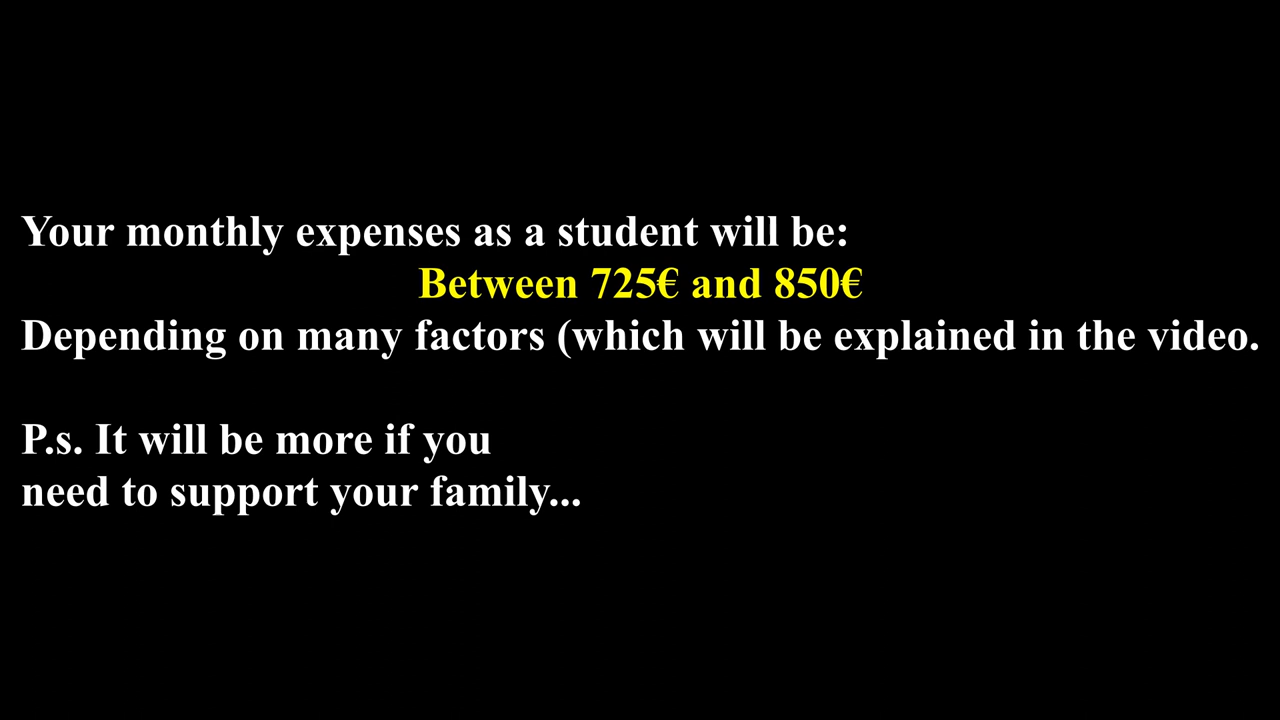 Your monthly expenses as a student will be:
Between 725€ and 850€
Depending on many factors (which will be explained in the video.
P.s. It will be more if you
need to support your family...